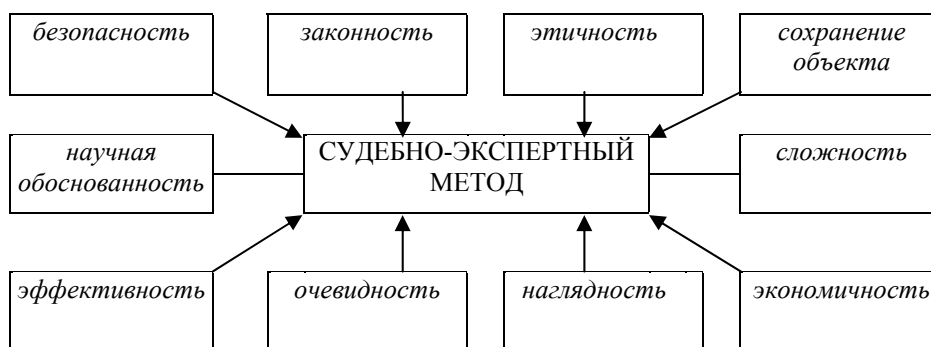 безопасность
законность
этичность
сохранение
объекта
научная
обоснованность
СУДЕБНО-ЭКСПЕРТНЫЙ
МЕТОД
сложность
эффективность
очевидность
наглядность
экономичность